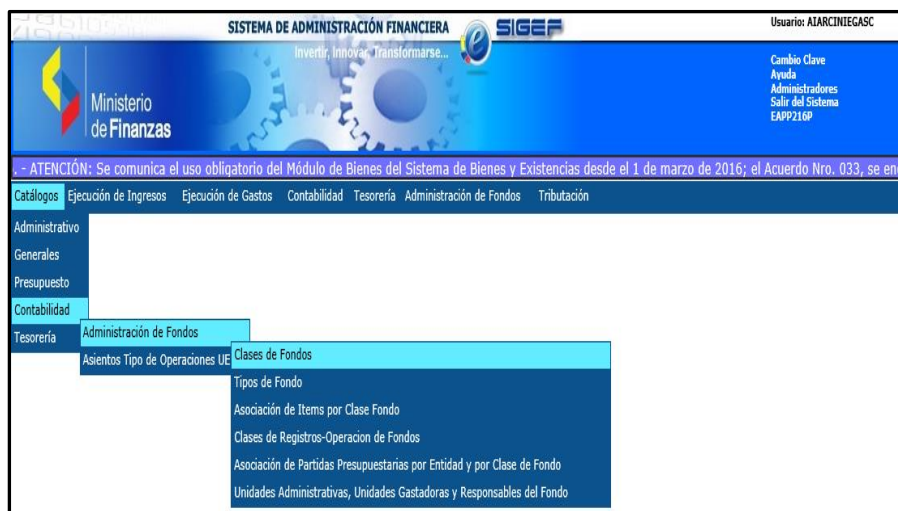 SISTEMA DE ADMINISTRACIÓN FINANCIERA
e SIGEF
Usuario: AIARCINIEGASC
Invertir, Innovar, Transformarse...
Ministerio
de Finanzas
Cambio Clave
Ayuda
Administradores
Salir del Sistema
EAPP216P
. - ATENCIÓN: Se comunica el uso obligatorio del Módulo de Bienes del Sistema de Bienes y Existencias desde el 1 de marzo de 2016; el Acuerdo Nro. 033, se en
Catálogos Ejecución de Ingresos Ejecución de Gastos Contabilidad Tesorería Administración de Fondos Tributación
Administrativo
Generales
Presupuesto
Contabilidad
Tesorería
Administración de Fondos
Asientos Tipo de Operaciones UE
Clases de Fondos
Tipos de Fondo
Asociación de Items por Clase Fondo
Clases de Registros-Operacion de Fondos
Asociación de Partidas Presupuestarias por Entidad y por Clase de Fondo
Unidades Administrativas, Unidades Gastadoras y Responsables del Fondo